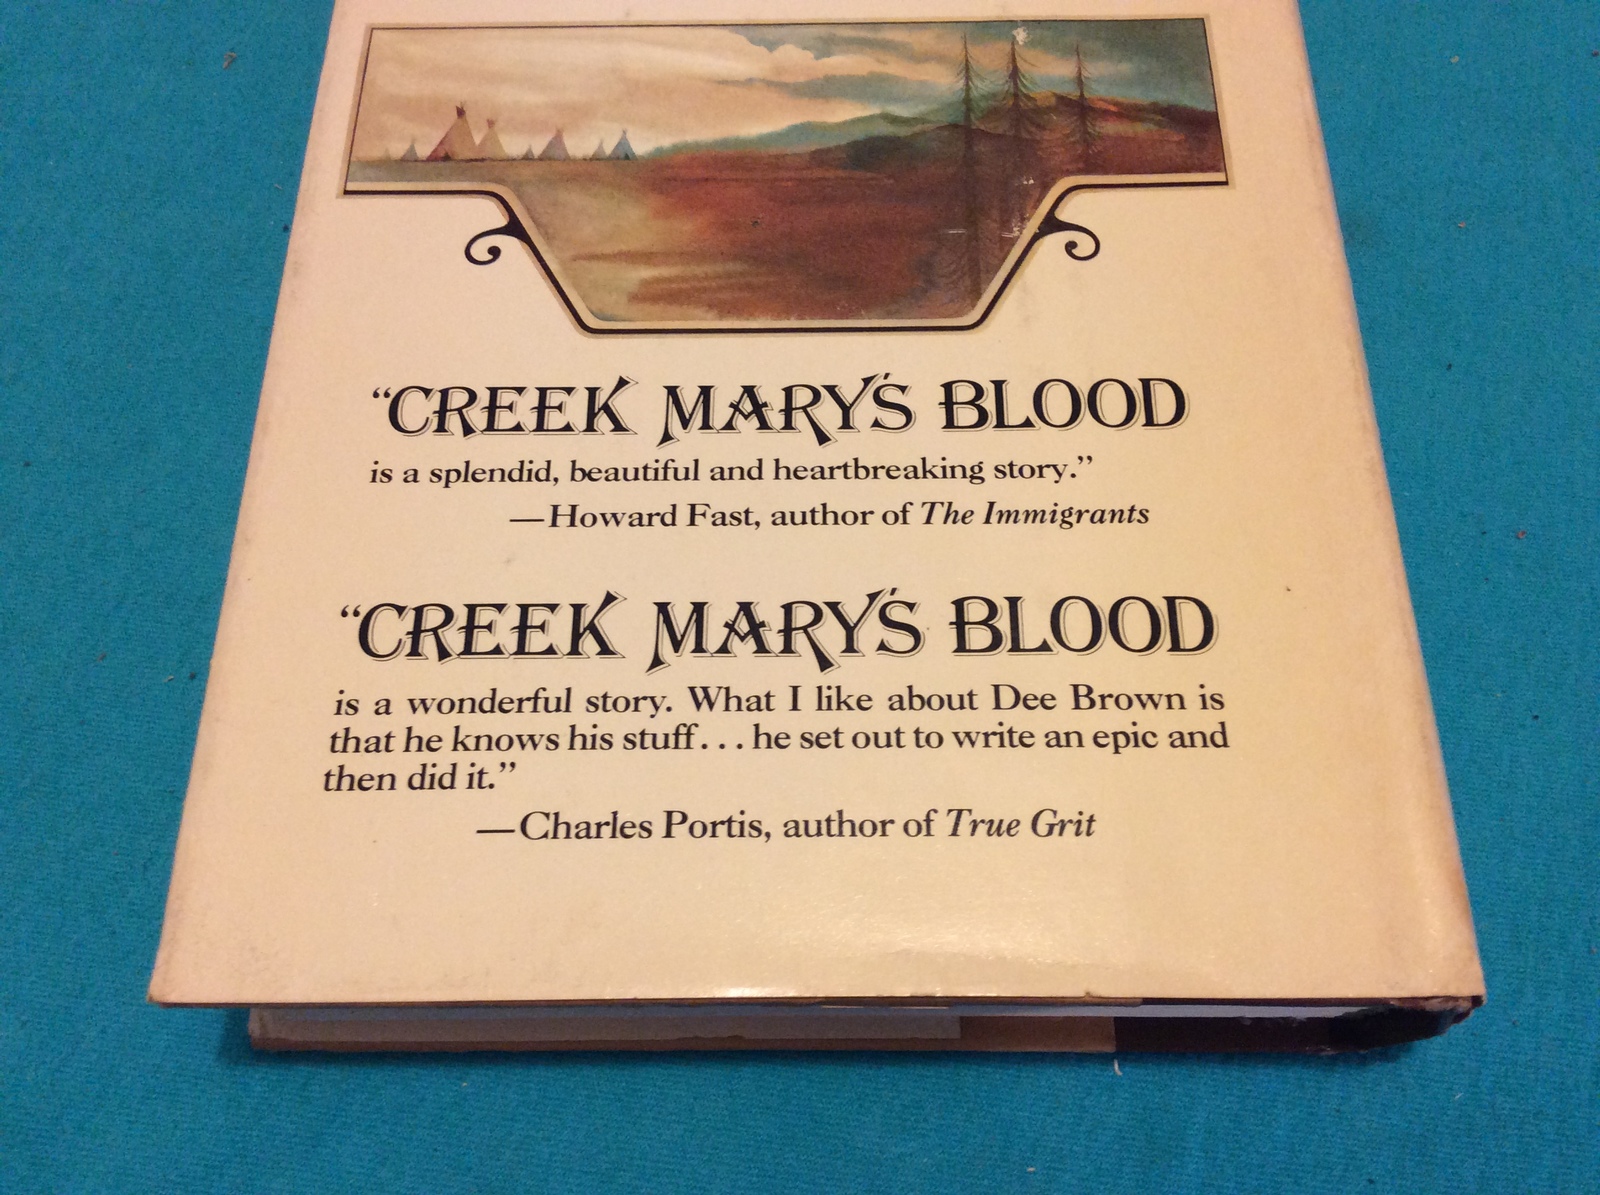 “CREEK MARY'S BLOOD
is a splendid, beautiful and heartbreaking story.”
—Howard Fast, author of The Immigrants
“CREEK MARY'S BLOOD
is a wonderful story. What I like about Dee Brown is
that he knows his stuff...he set out to write an epic and
then did it.”
—Charles Portis, author of True Grit